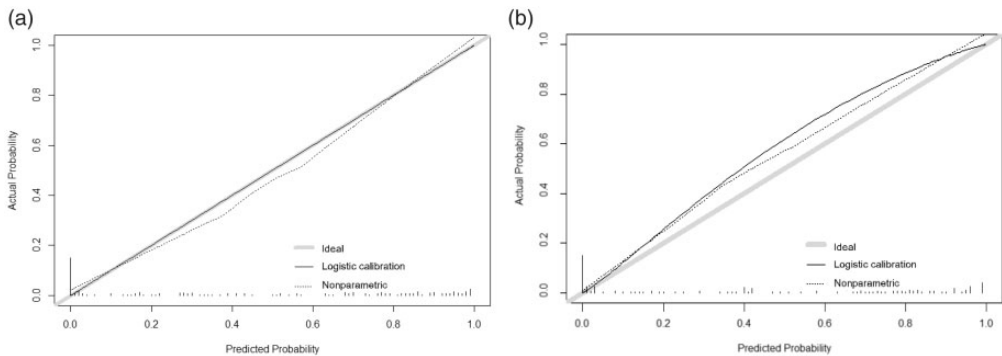 (a)
Actual Probability
1.0
0.8
0.6
0.4
0.2
0.0
Ideal
Logistic calibration
Nonparametric
0.0 0.2 0.4 0.6 0.8 1.0
Predicted Probability
(b)
Actual Probability
1.0
0.8
0.6
0.4
0.2
0.0
Ideal
Logistic calibration
Nonparametric
0.0 0.2 0.4 0.6 0.8 1.0
Predicted Probability